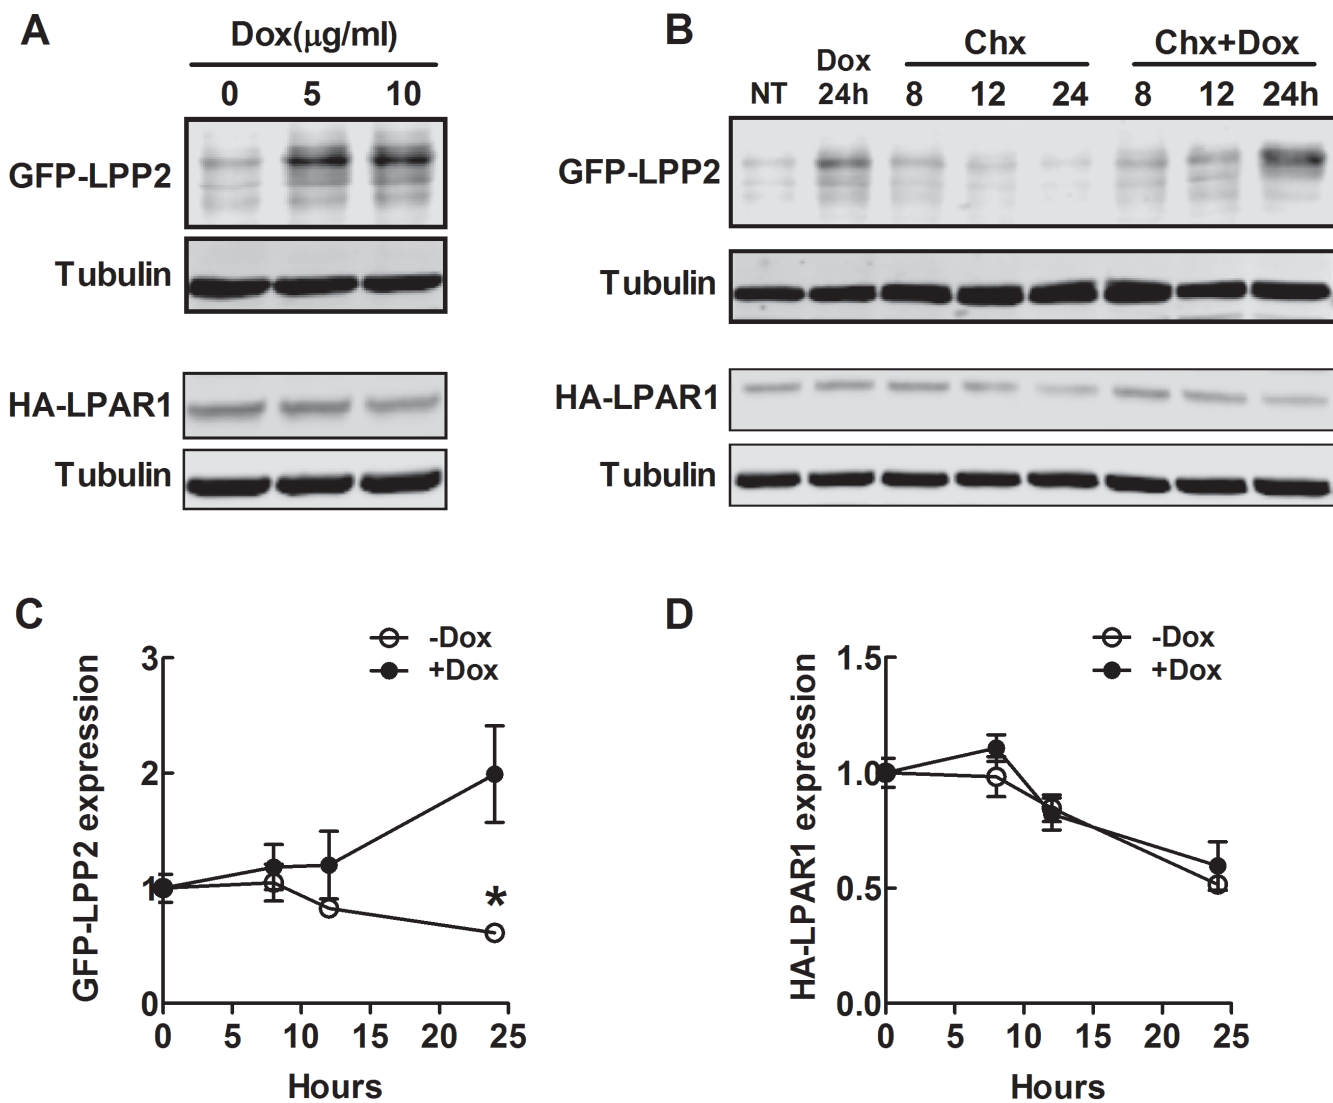 A
Dox(μg/ml)
0 5 10
GFP-LPP2
Tubulin
HA-LPAR1
Tubulin
B
Chx Chx+Dox
NT Dox 24h 8 12 24 8 12 24h
GFP-LPP2
Tubulin
HA-LPAR1
Tubulin
C
-Dox
+Dox
GFP-LPP2 expression
3
2
1
0
*
0 5 10 15 20 25
Hours
D
-Dox
+Dox
HA-LPAR1 expression
1.5
1.0
0.5
0.0
0 5 10 15 20 25
Hours